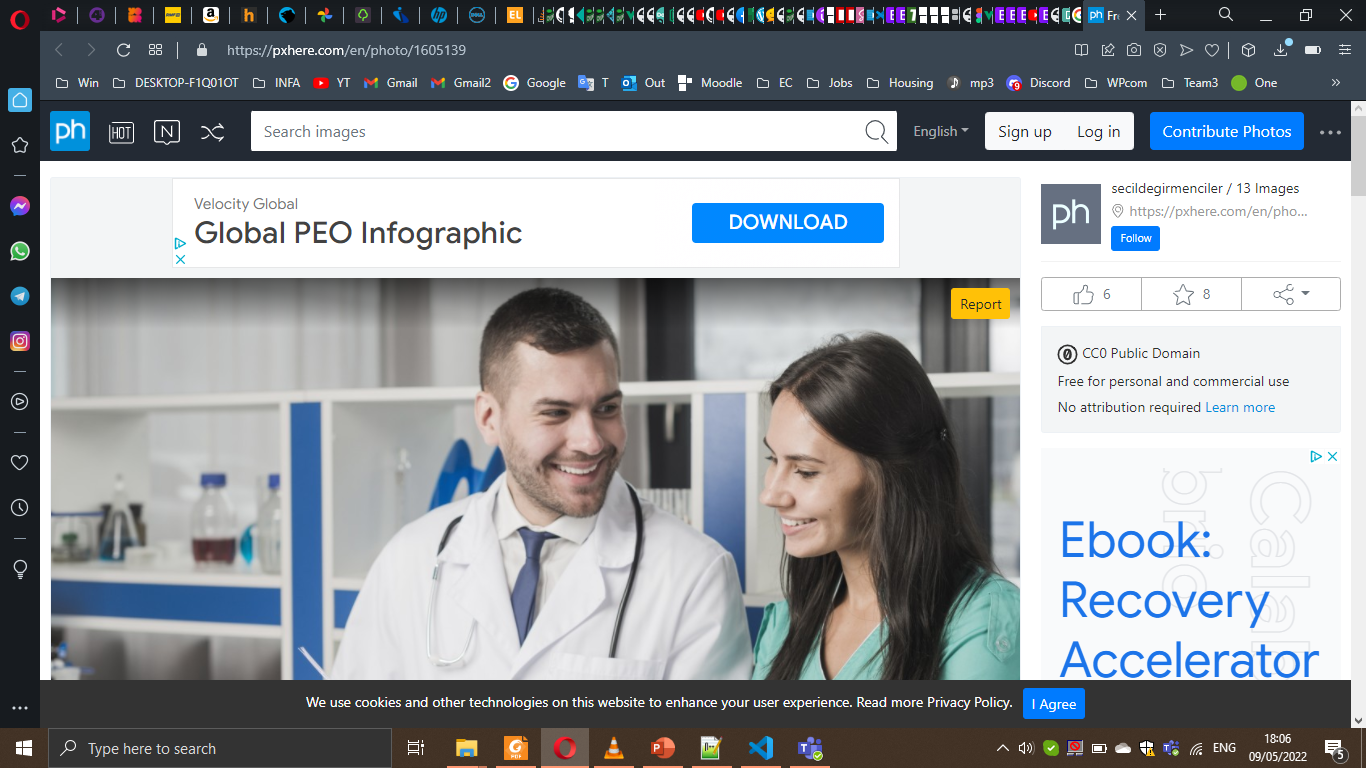 EL
Fr
https://pxhere.com/en/photo/1605139
Win DESKTOP-F1Q01OT INFA YT Gmail Gmail2 Google T Out Moodle EC Jobs Housing mp3 Discord WPcom Team3 One »
ph HOT N Search images English Sign up Log in Contribute Photos
Velocity Global
Global PEO Infographic
DOWNLOAD
Report
ph
secildegirmenciler / 13 Images
https://pxhere.com/en/pho...
Follow
6 8
CC0 Public Domain
Free for personal and commercial use
No attribution required Learn more
Calab
brio
Ebook:
Recovery
Accelerator
We use cookies and other technologies on this website to enhance your user experience. Read more Privacy Policy. I Agree
Type here to search
ENG
18:06
09/05/2022
5